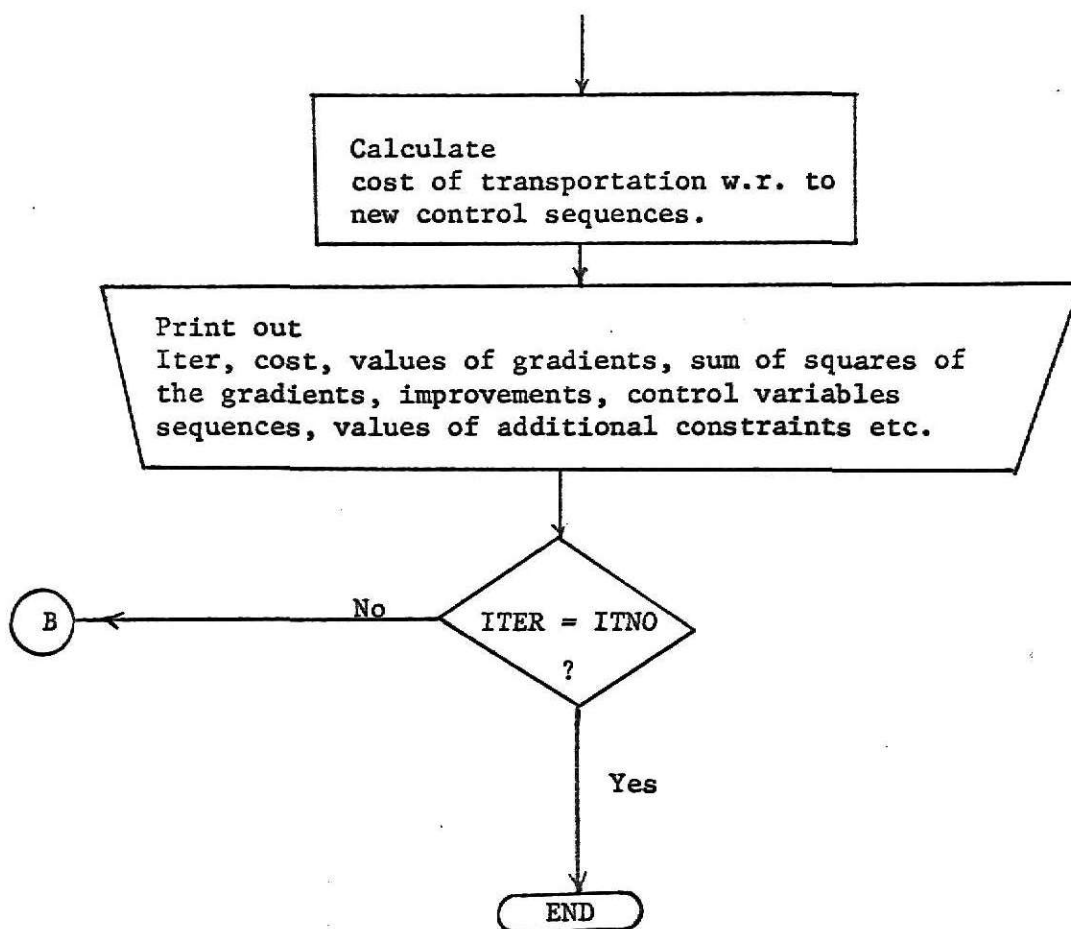 Calculate
cost of transportation w.r. to
new control sequences.
Print out
Iter, cost, values of gradients, sum of squares of
the gradients, improvements, control variables
sequences, values of additional constraints etc.
B
No
ITER = ITNO
?
Yes
END